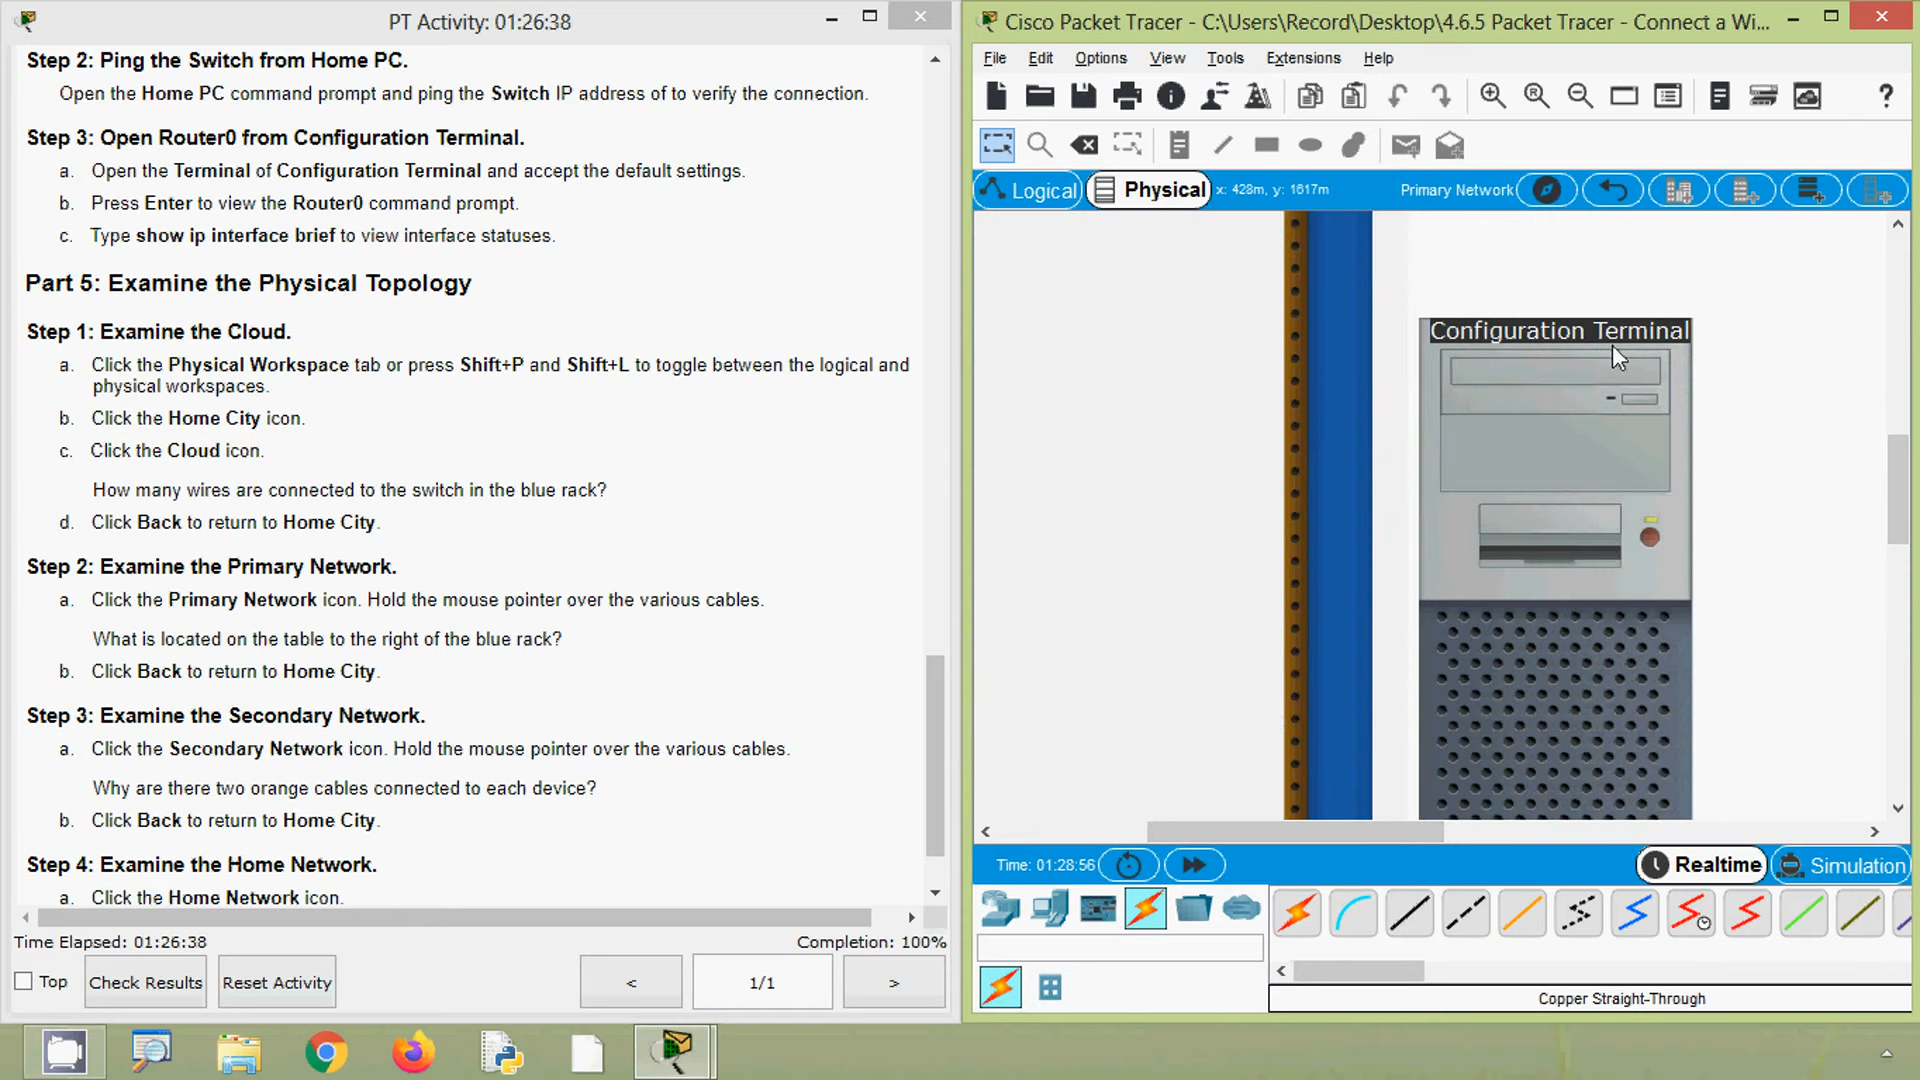 PT Activity: 01:26:38
Step 2: Ping the Switch from Home PC.
Open the Home PC command prompt and ping the Switch IP address of to verify the connection.
Step 3: Open Router0 from Configuration Terminal.
a. Open the Terminal of Configuration Terminal and accept the default settings.
b. Press Enter to view the Router0 command prompt.
c. Type show ip interface brief to view interface statuses.
Part 5: Examine the Physical Topology
Step 1: Examine the Cloud.
a. Click the Physical Workspace tab or press Shift+P and Shift+L to toggle between the logical and
physical workspaces.
b. Click the Home City icon.
c. Click the Cloud icon.
How many wires are connected to the switch in the blue rack?
d. Click Back to return to Home City.
Step 2: Examine the Primary Network.
a. Click the Primary Network icon. Hold the mouse pointer over the various cables.
What is located on the table to the right of the blue rack?
b. Click Back to return to Home City.
Step 3: Examine the Secondary Network.
a. Click the Secondary Network icon. Hold the mouse pointer over the various cables.
Why are there two orange cables connected to each device?
b. Click Back to return to Home City.
Step 4: Examine the Home Network.
a. Click the Home Network icon.
Time Elapsed: 01:26:38
Completion: 100%
Top
Check Results
Reset Activity
<
1/1
>
Cisco Packet Tracer - C:\Users\Record\Desktop\4.6.5 Packet Tracer - Connect a Wi...
File Edit Options View Tools Extensions Help
Logical
Physical
x: 428m, y: 1617m
Primary Network
Configuration Terminal
Time: 01:28:56
Realtime
Simulation
Copper Straight-Through